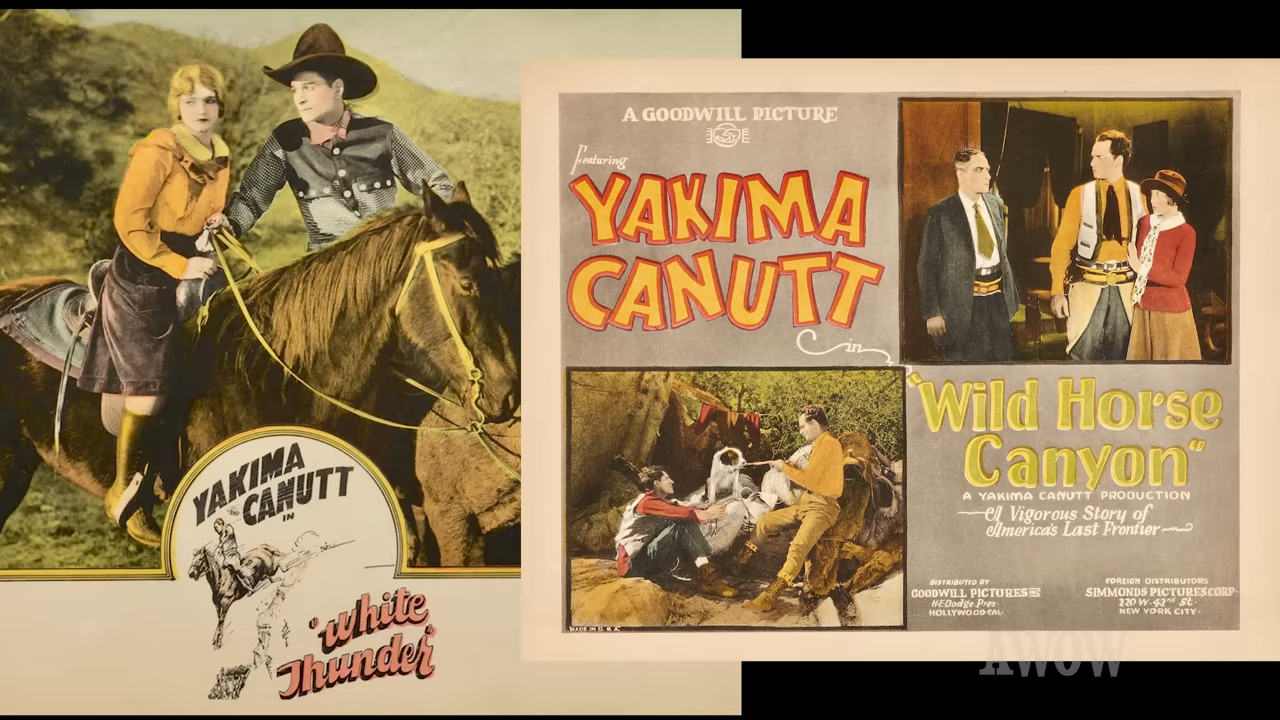 YAKIMA
CANUTT
IN
"White
Thunder"
A GOODWILL PICTURE
Featuring
YAKIMA
CANUTT
in
"Wild Horse
Canyon"
A YAKIMA CANUTT PRODUCTION
A Vigorous Story of
America's Last Frontier
DISTRIBUTED BY
GOODWILL PICTURES INC
H·E·Dodge Pres·
HOLLYWOOD·CAL·
FOREIGN DISTRIBUTORS
SIMMONDS PICTURES CORP·
220 W· 42nd St·
NEW YORK CITY·
MADE IN U. S. A.
AWOW